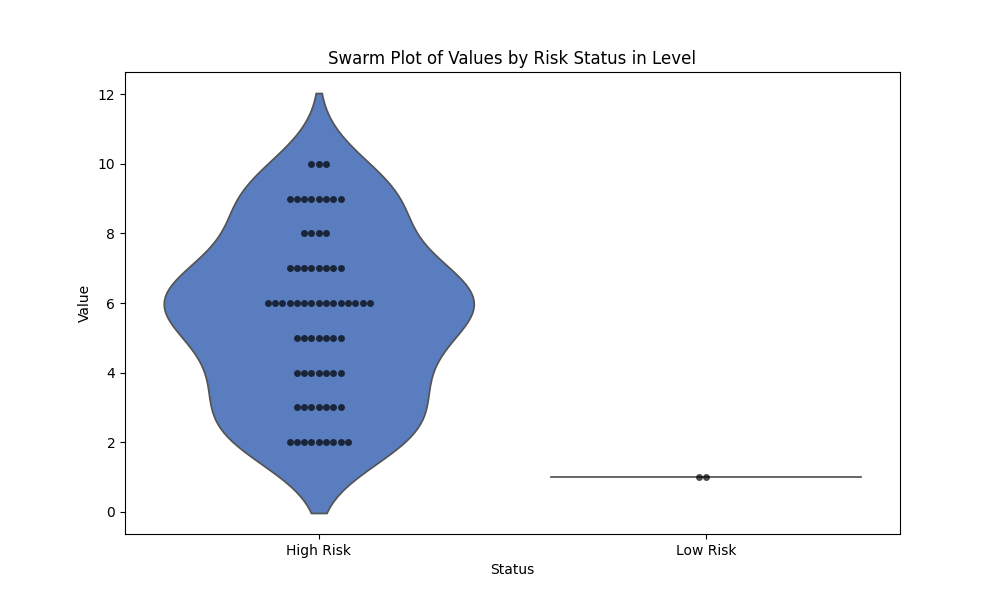 Swarm Plot of Values by Risk Status in Level
12
10
8
6
4
2
0
Value
High Risk
Low Risk
Status